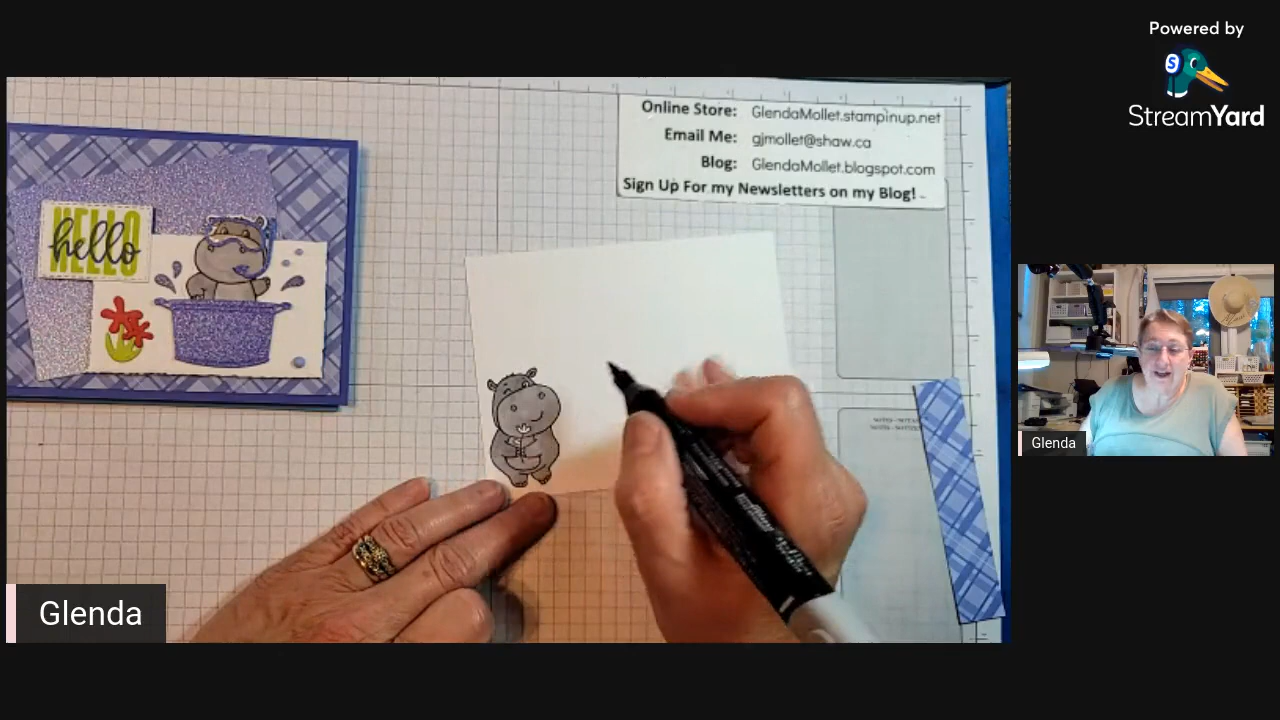 Powered by
S
StreamYard
Online Store: GlendaMollet.stampinup.net
Email Me: gjmollet@shaw.ca
Blog: GlendaMollet.blogspot.com
Sign Up For my Newsletters on my Blog!
HELLO
hello
Glenda
Glenda